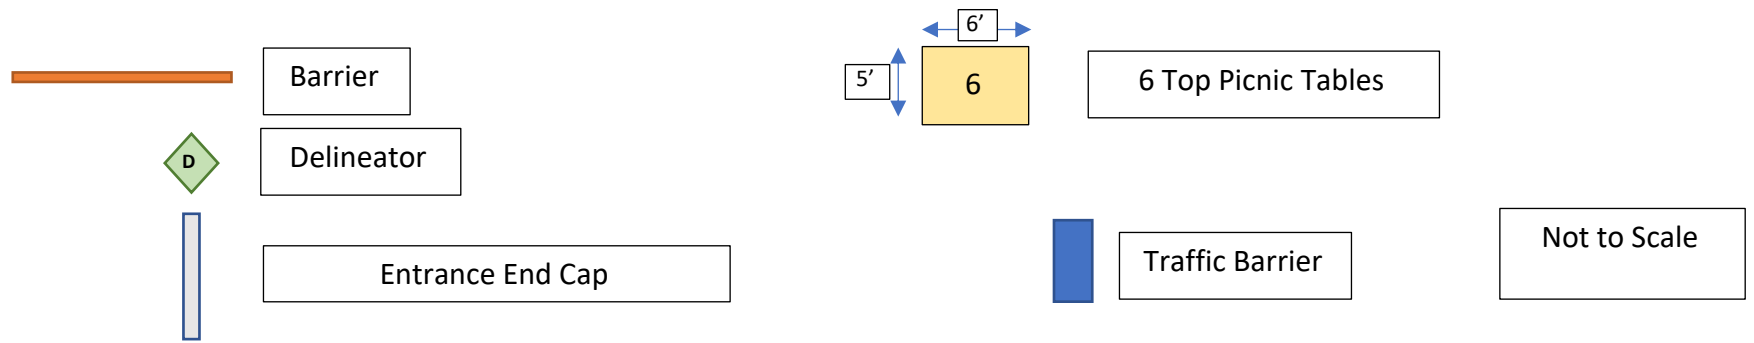 6’
Barrier
5’
6
6 Top Picnic Tables
D
Delineator
Entrance End Cap
Traffic Barrier
Not to Scale